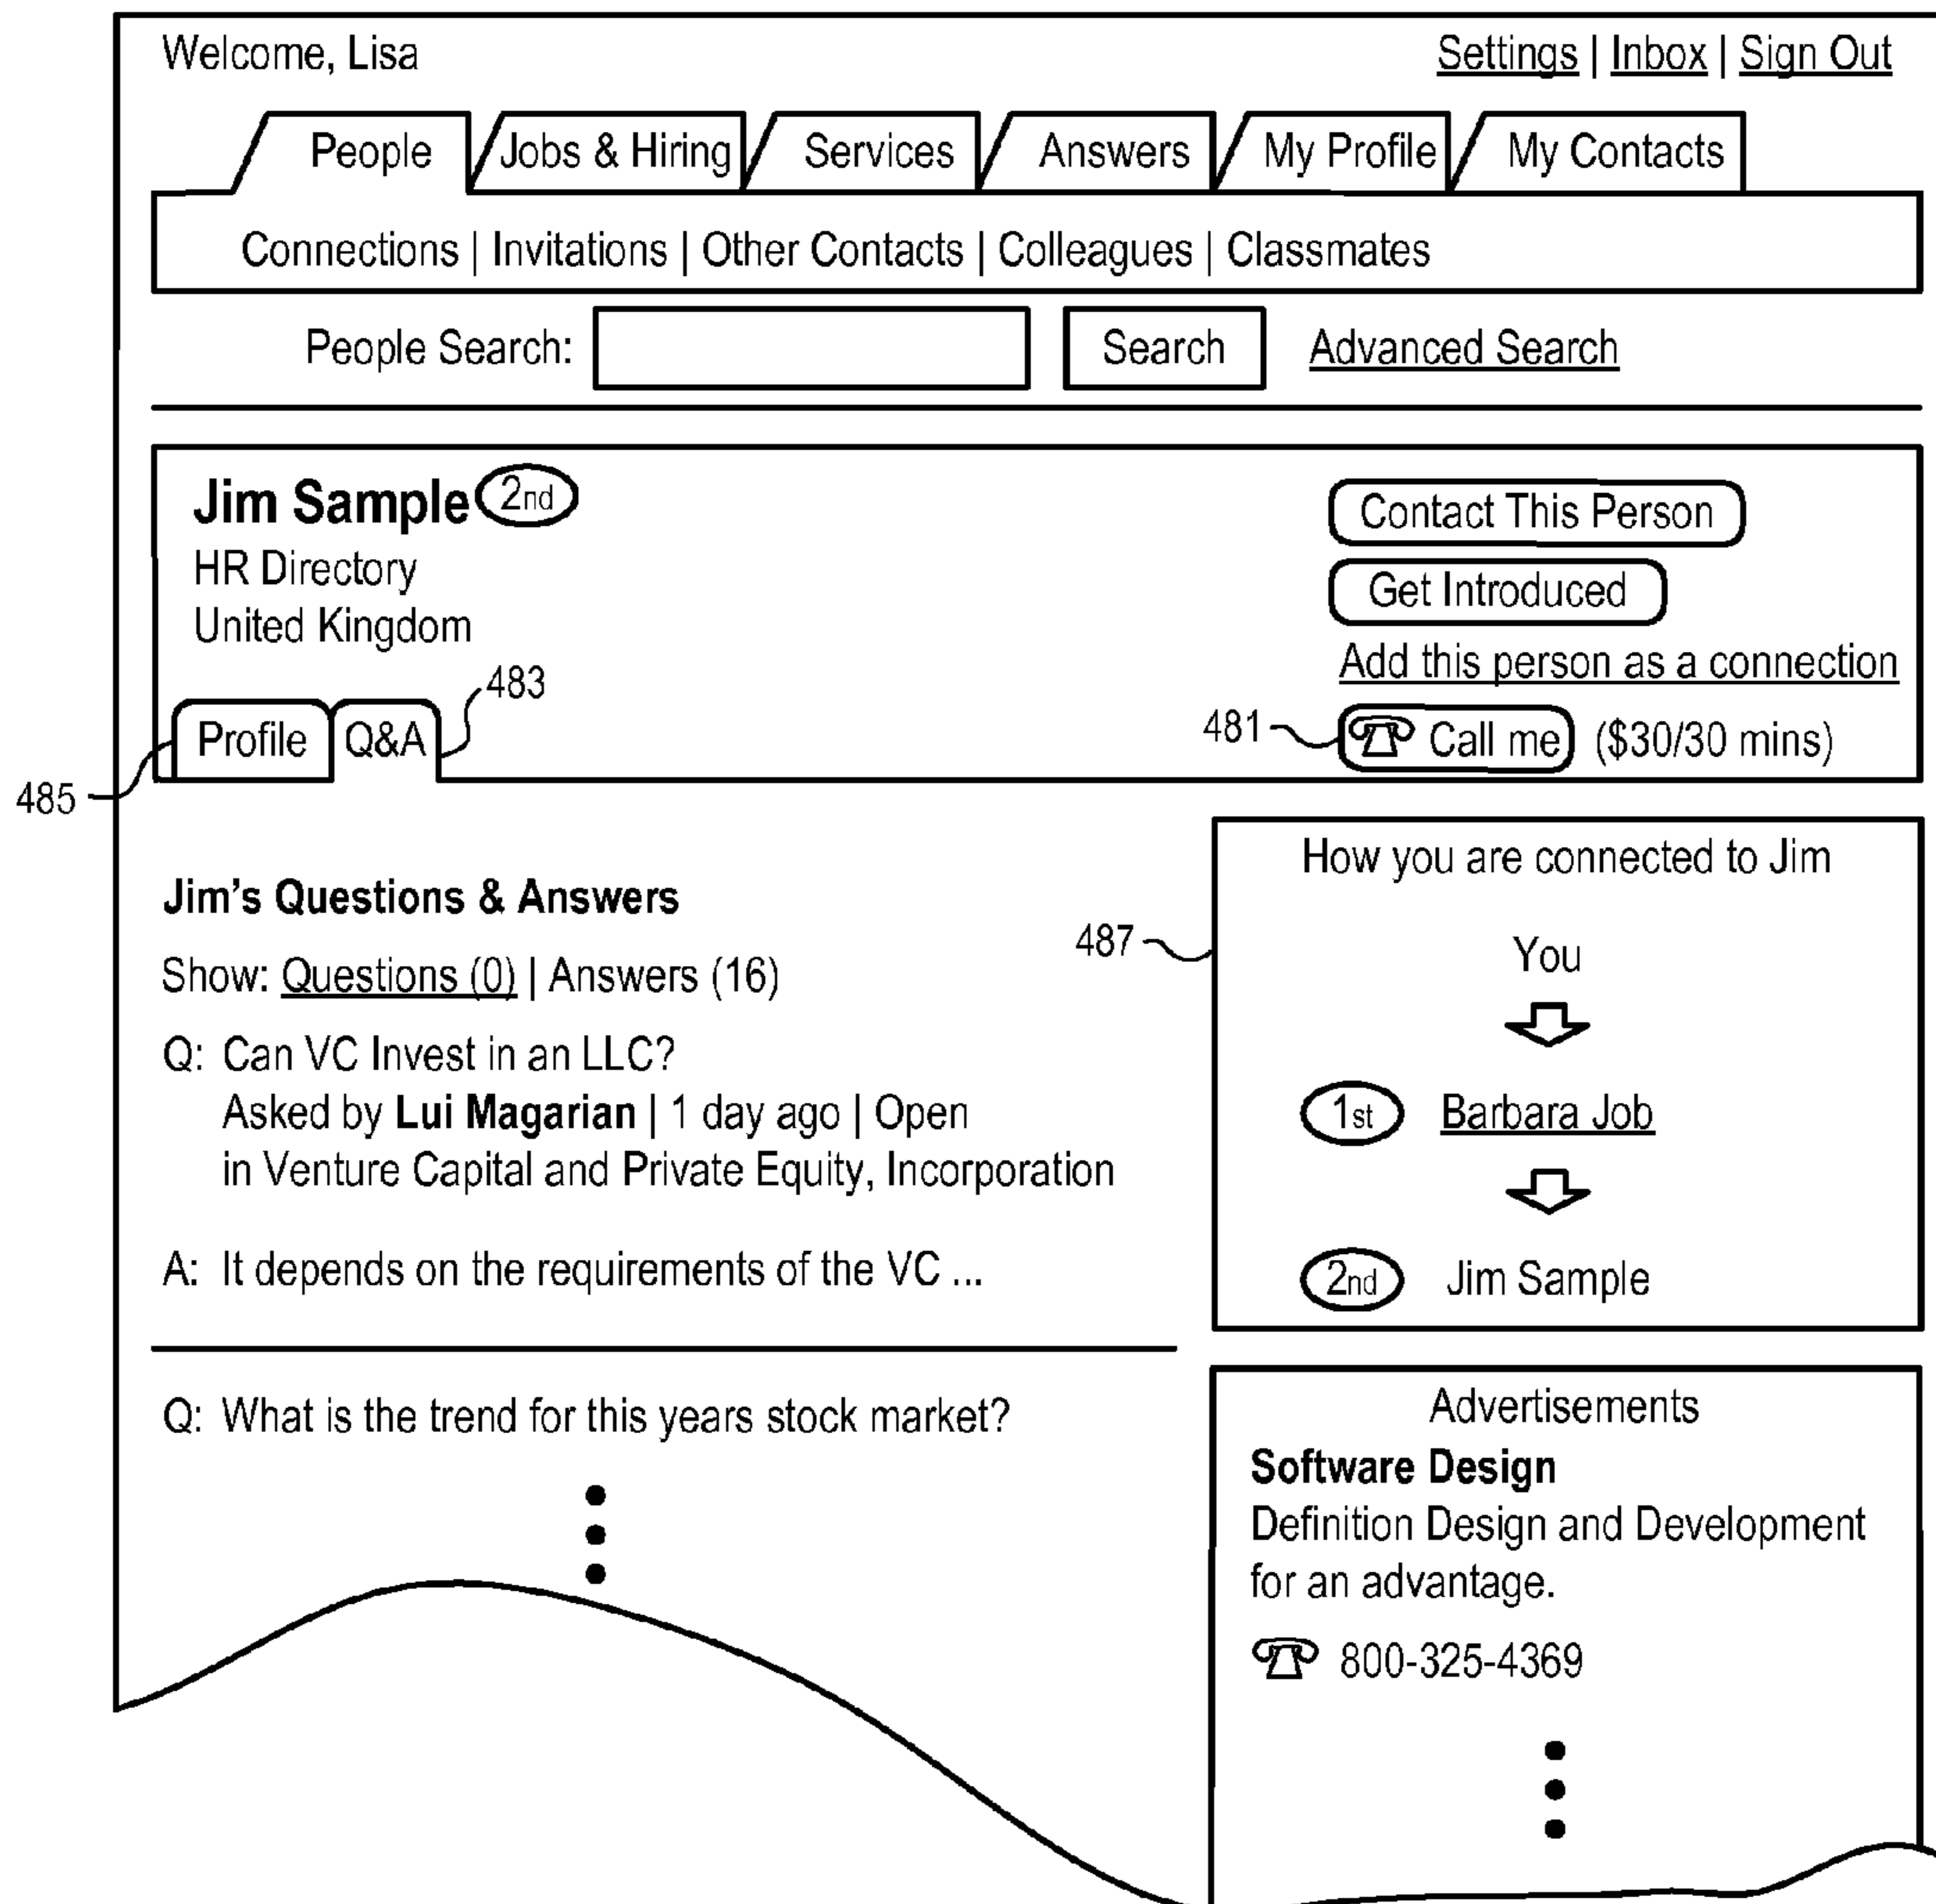 Welcome, Lisa
Settings | Inbox | Sign Out
People
Jobs & Hiring
Services
Answers
My Profile
My Contacts
Connections | Invitations | Other Contacts | Colleagues | Classmates
People Search:
Search
Advanced Search
Jim Sample 2nd
HR Directory
United Kingdom
Contact This Person
Get Introduced
Add this person as a connection
483
Profile
Q&A
481
Call me ($30/30 mins)
485
Jim's Questions & Answers
Show: Questions (0) | Answers (16)
Q: Can VC Invest in an LLC?
Asked by Lui Magarian | 1 day ago | Open
in Venture Capital and Private Equity, Incorporation
A: It depends on the requirements of the VC ...
Q: What is the trend for this years stock market?
How you are connected to Jim
487
You
1st Barbara Job
2nd Jim Sample
Advertisements
Software Design
Definition Design and Development
for an advantage.
800-325-4369